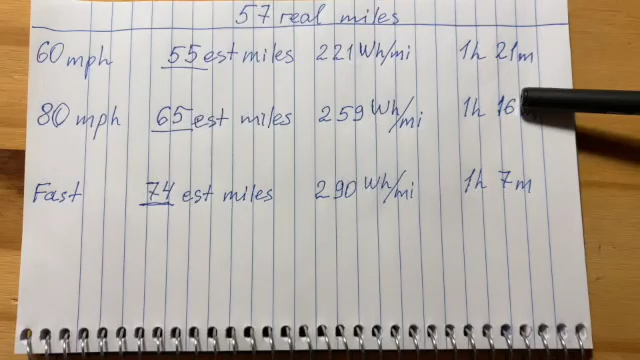 57 real miles
60 mph 55 est miles 221 Wh/mi 1h 21m
80 mph 65 est miles 259 Wh/mi 1h 16
Fast 74 est miles 290 Wh/mi 1h 7m